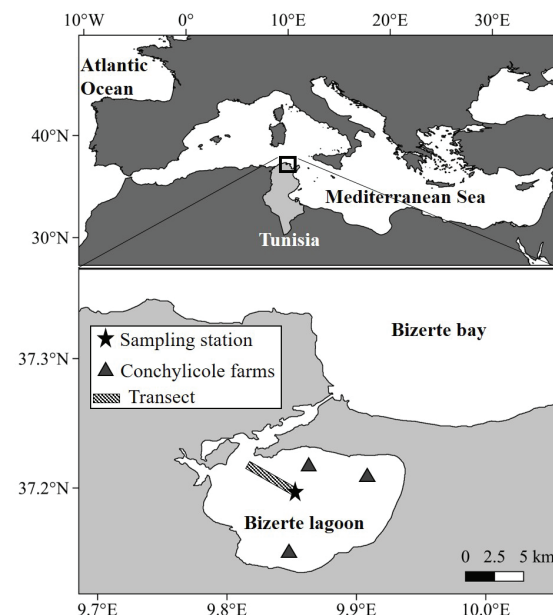 10°W 0° 10°E 20°E 30°E
Atlantic
Ocean
40°N
Mediterranean Sea
30°N
Tunisia
Bizerte bay
37.3°N
Sampling station
Conchylicole farms
Transect
37.2°N
Bizerte lagoon
0 2.5 5 km
9.7°E 9.8°E 9.9°E 10.0°E